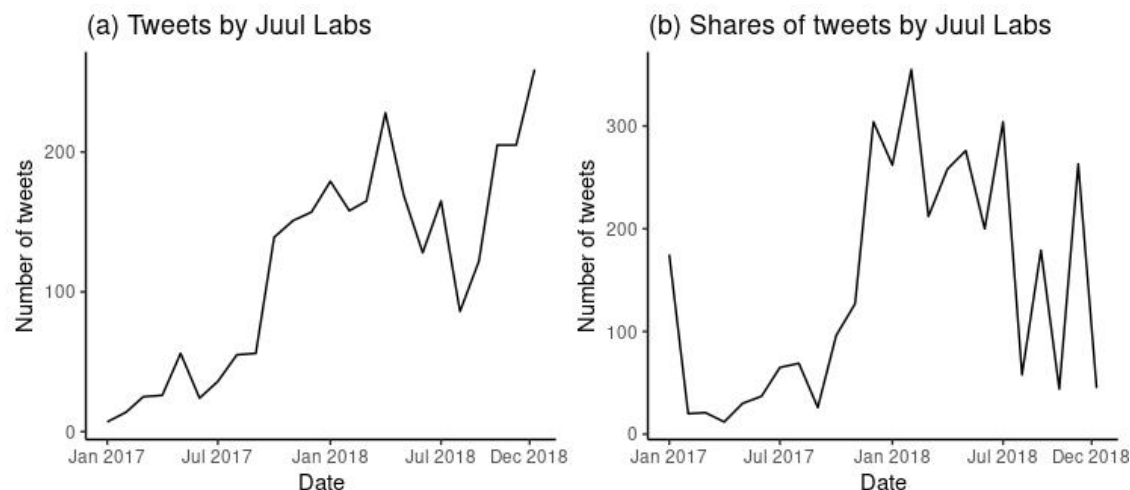 (a) Tweets by Juul Labs
Number of tweets
200
100
0
Jan 2017 Jul 2017 Jan 2018 Jul 2018 Dec 2018
Date
(b) Shares of tweets by Juul Labs
Number of tweets
300
200
100
0
Jan 2017 Jul 2017 Jan 2018 Jul 2018 Dec 2018
Date